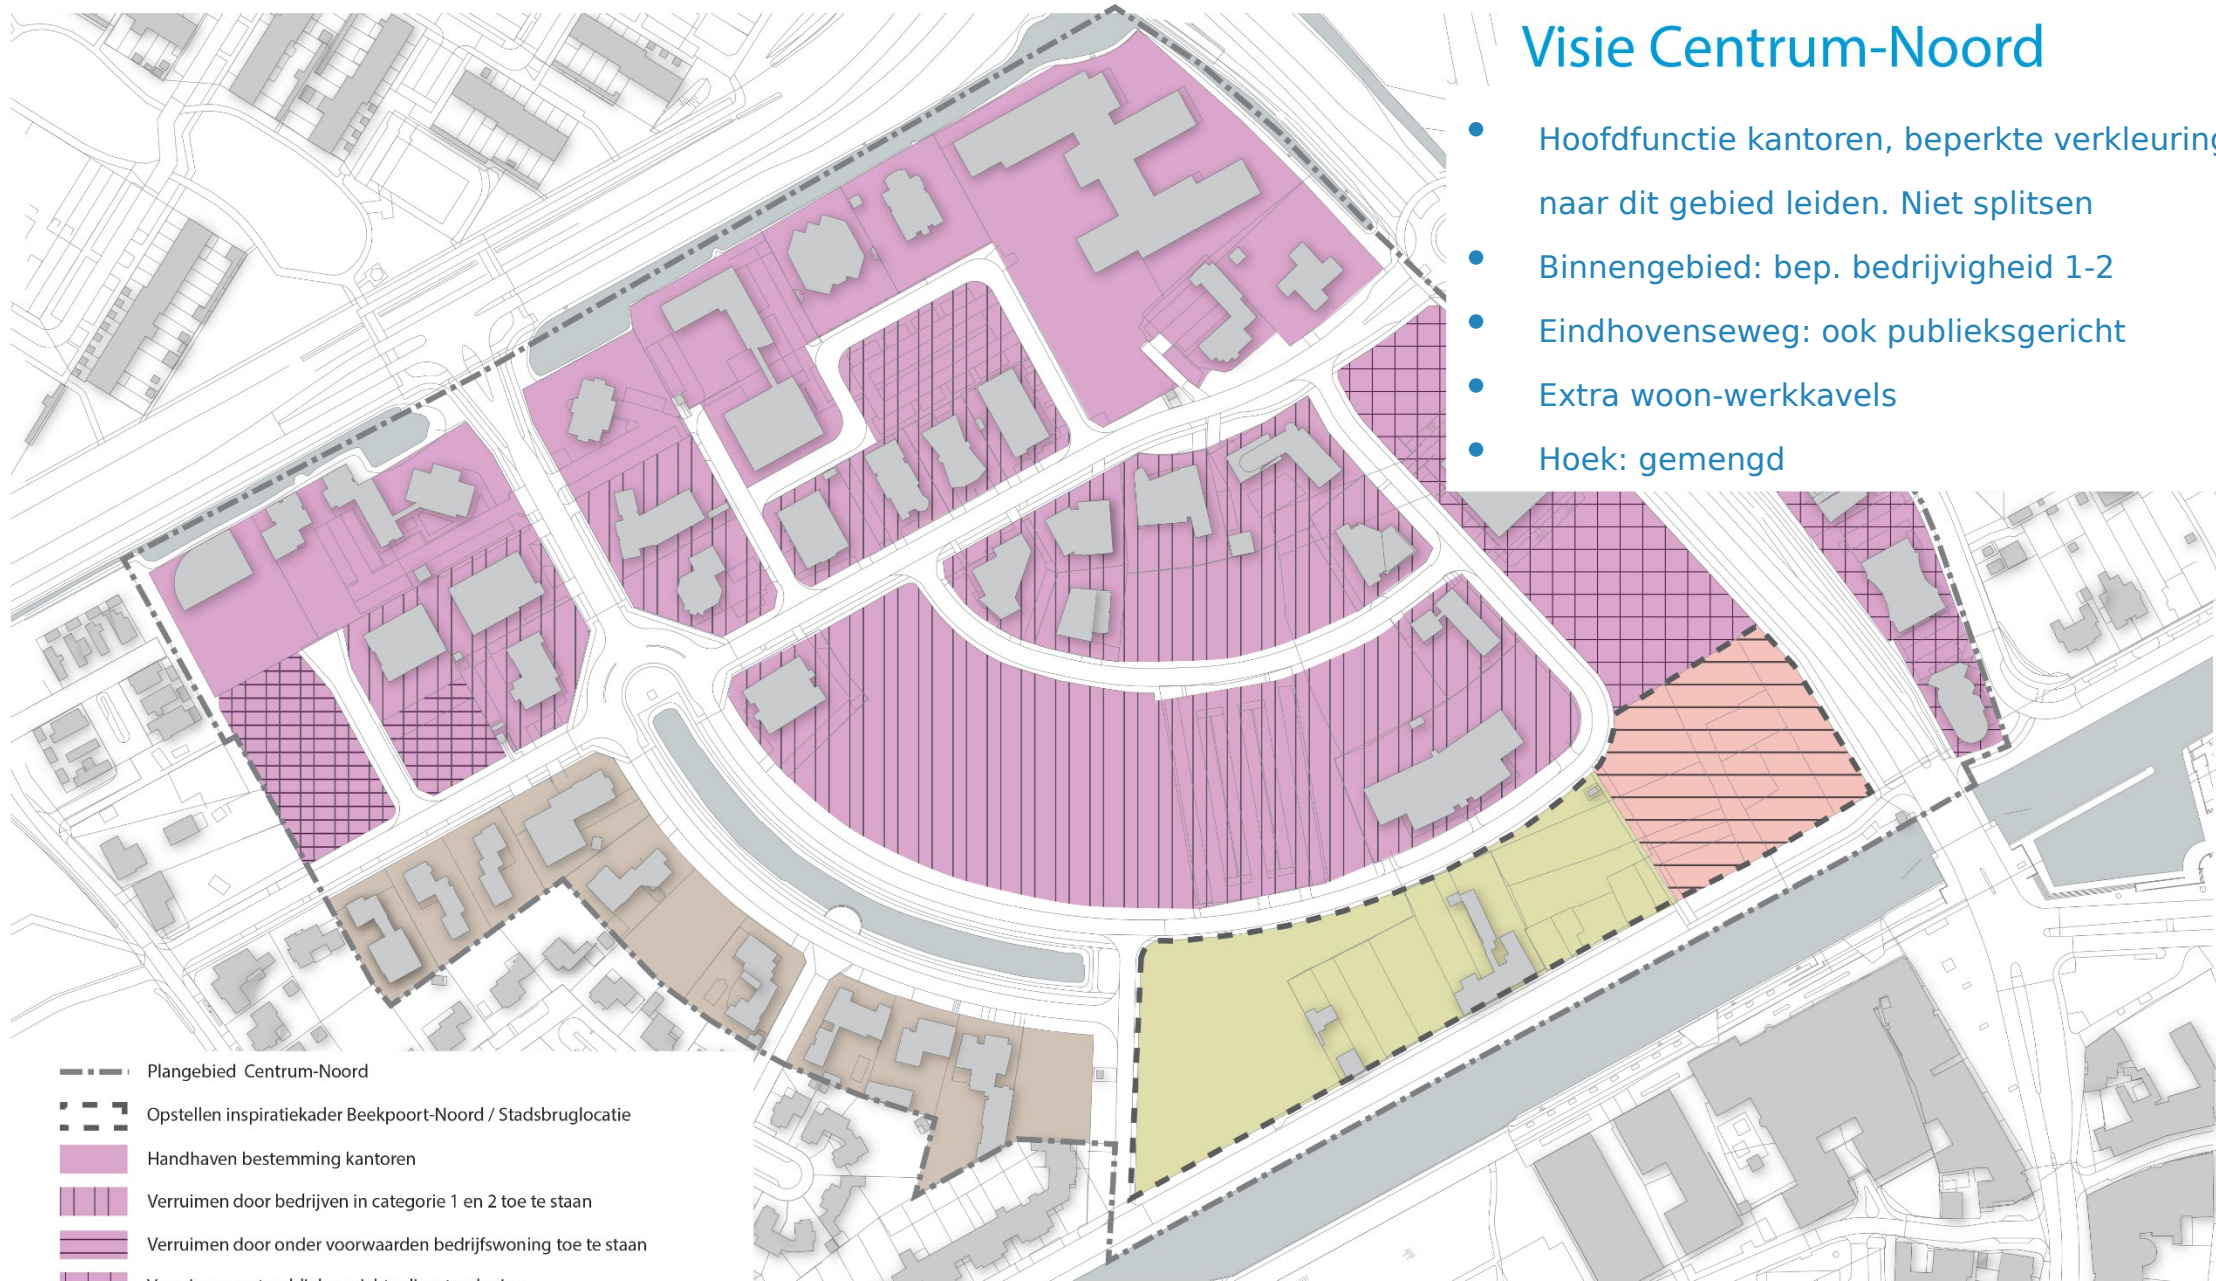 Visie Centrum-Noord
Hoofdfunctie kantoren, beperkte verkleuring
naar dit gebied leiden. Niet splitsen
Binnengebied: bep. bedrijvigheid 1-2
Eindhovenseweg: ook publieksgericht
Extra woon-werkkavels
Hoek: gemengd
Plangebied Centrum-Noord
Opstellen inspiratiekader Beekpoort-Noord / Stadsbruglocatie
Handhaven bestemming kantoren
Verruimen door bedrijven in categorie 1 en 2 toe te staan
Verruimen door onder voorwaarden bedrijfswoning toe te staan